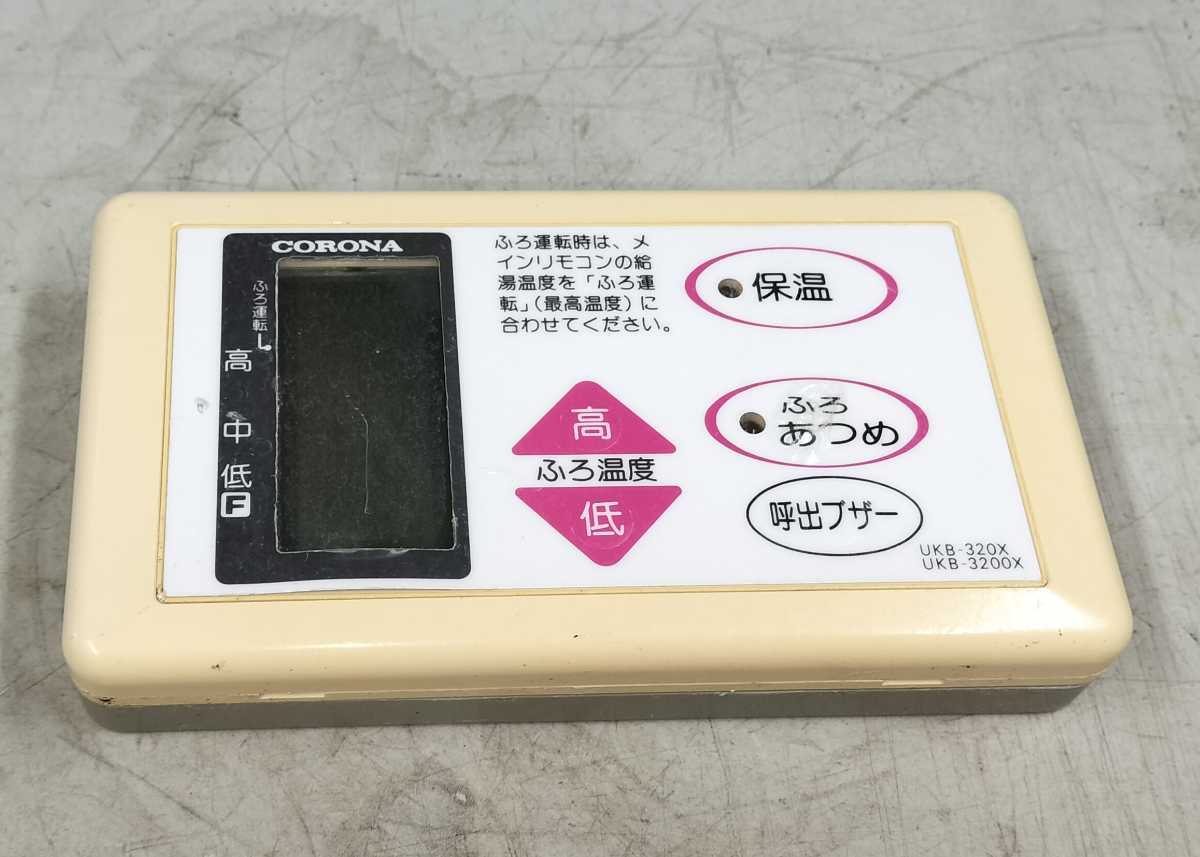 CORONA
ふろ運転
高
中
低
F
ふろ運転時は、メ
インリモコンの給
湯温度を「ふろ運
転」(最高温度)に
合わせてください。
高
ふろ温度
低
保温
ふろ
あつめ
呼出ブザー
UKB-320X
UKB-3200X